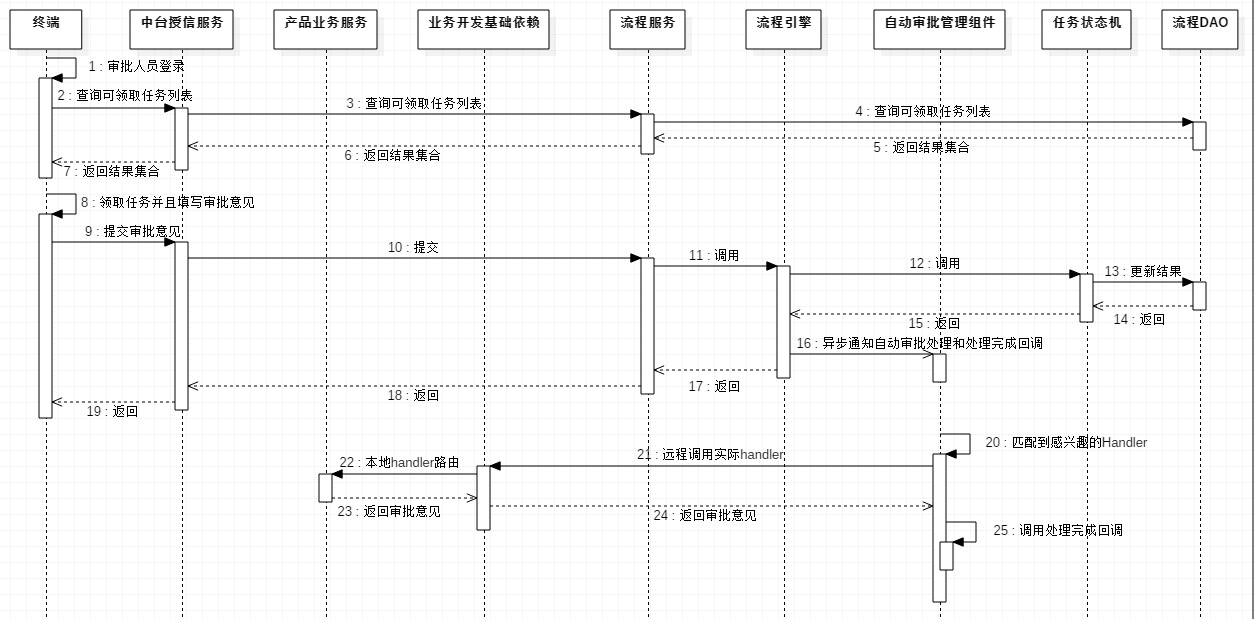 终端
中台授信服务
产品业务服务
业务开发基础依赖
流程服务
流程引擎
自动审批管理组件
任务状态机
流程DAO
1 : 审批人员登录
2 : 查询可领取任务列表
3 : 查询可领取任务列表
4 : 查询可领取任务列表
5 : 返回结果集合
6 : 返回结果集合
7 : 返回结果集合
8 : 领取任务并且填写审批意见
9 : 提交审批意见
10 : 提交
11 : 调用
12 : 调用
13 : 更新结果
14 : 返回
15 : 返回
16 : 异步通知自动审批处理和处理完成回调
17 : 返回
18 : 返回
19 : 返回
20 : 匹配到感兴趣的Handler
21 : 远程调用实际handler
22 : 本地handler路由
23 : 返回审批意见
24 : 返回审批意见
25 : 调用处理完成回调